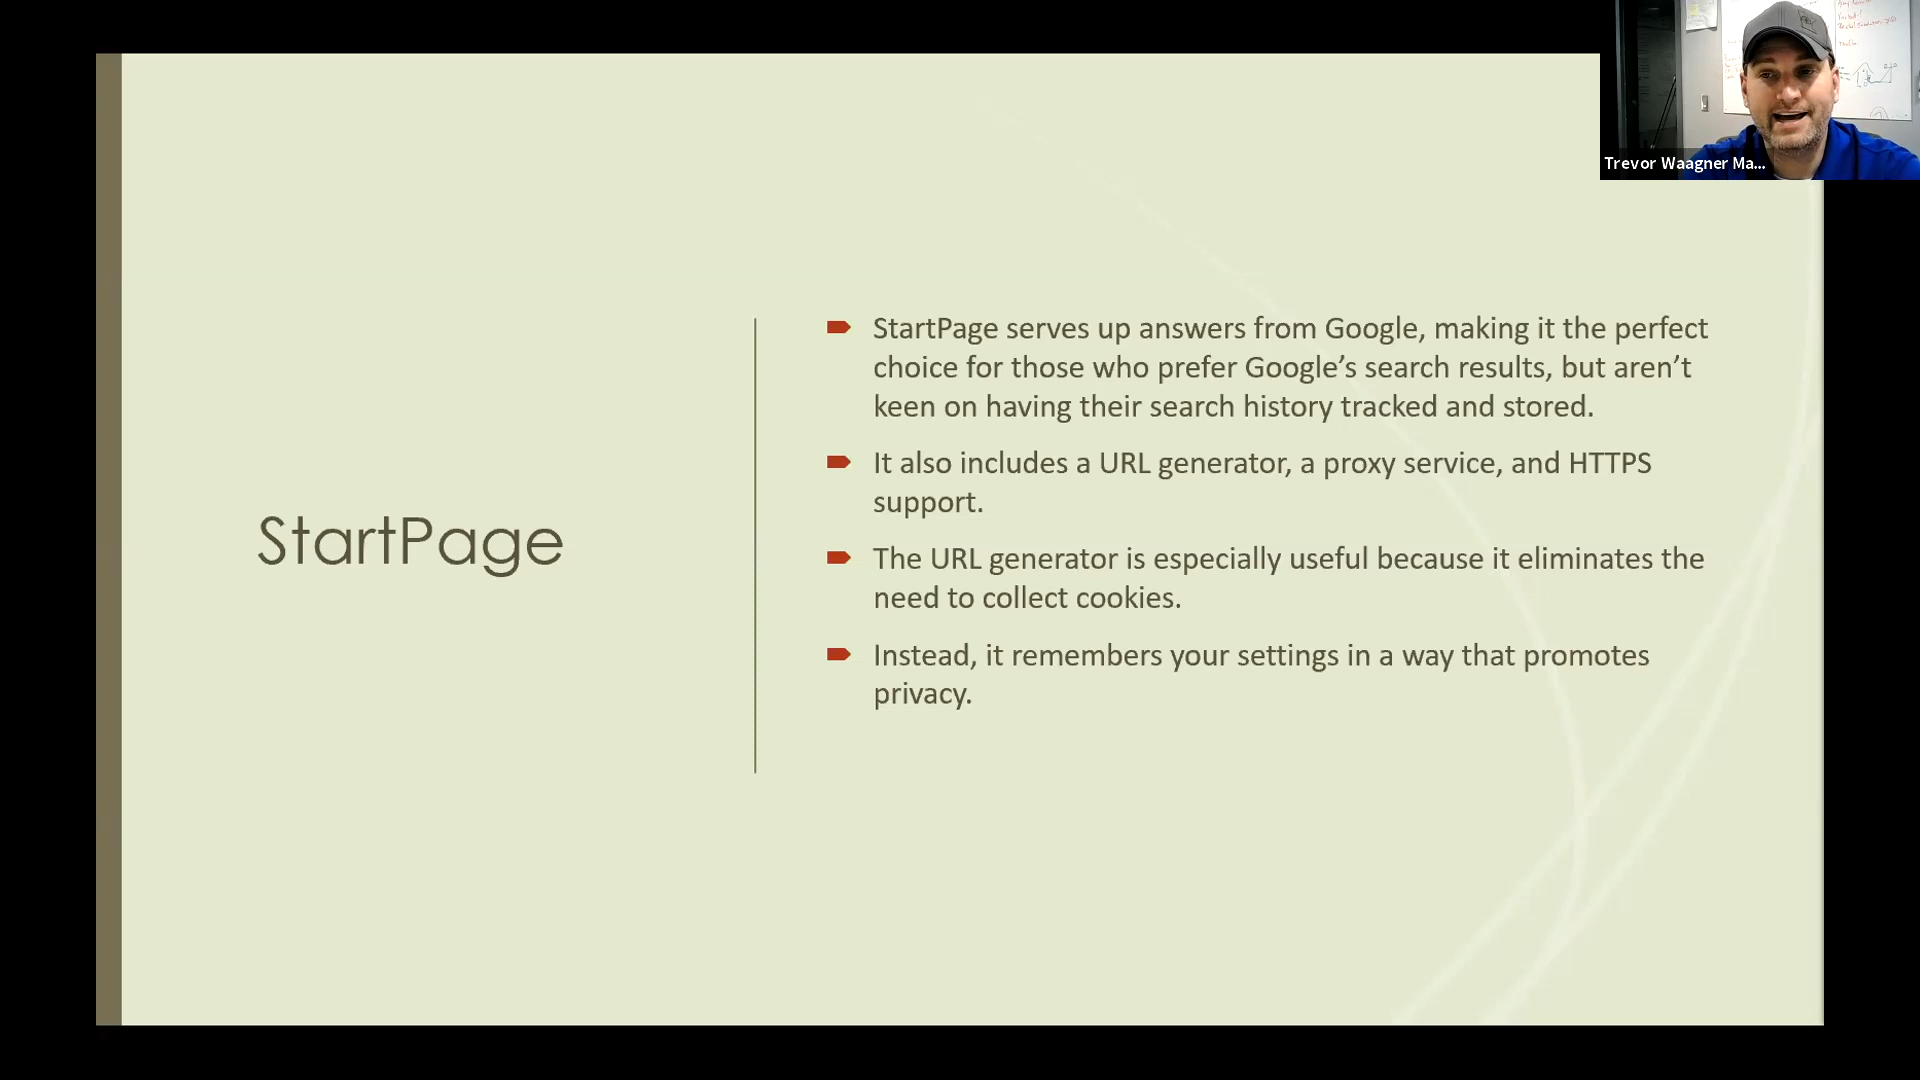 StartPage
StartPage serves up answers from Google, making it the perfect
choice for those who prefer Google’s search results, but aren’t
keen on having their search history tracked and stored.
It also includes a URL generator, a proxy service, and HTTPS
support.
The URL generator is especially useful because it eliminates the
need to collect cookies.
Instead, it remembers your settings in a way that promotes
privacy.
Trevor Waagner Ma...